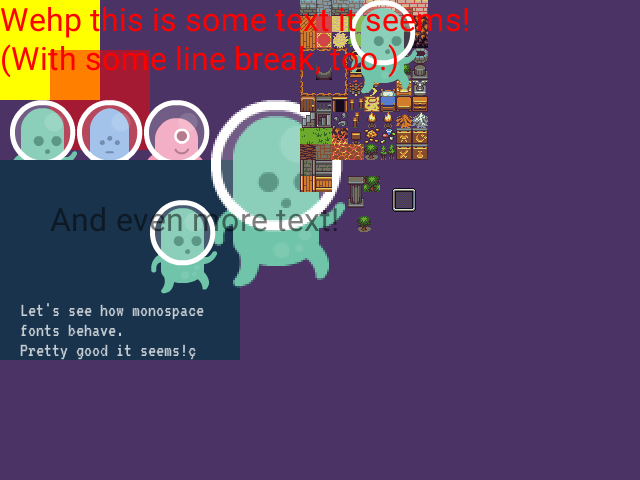 Wehp this is some text it seems!
(With some line break, too.)
And even more text!
Let's see how monospace
fonts behave.
Pretty good it seems!ç